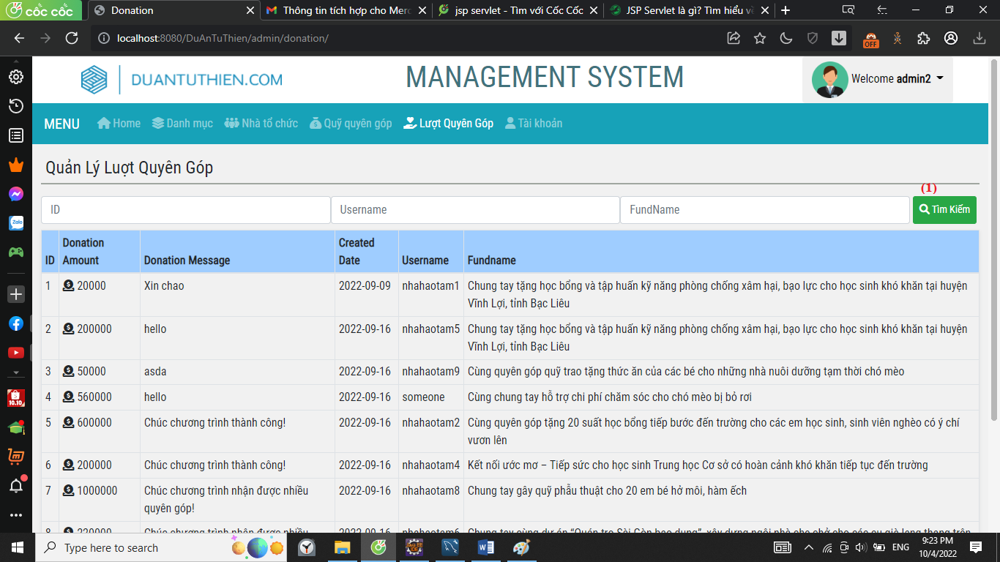 cốc cốc
Donation
Thông tin tích hợp cho Merc
jsp servlet - Tìm với Cốc Cốc
JSP Servlet là gì? Tìm hiểu về
localhost:8080/DuAnTuThien/admin/donation/
OFF
DUANTUTHIEN.COM
MANAGEMENT SYSTEM
Welcome admin2
MENU Home Danh mục Nhà tổ chức Quỹ quyên góp Lượt Quyên Góp Tài khoản
Quản Lý Lượt Quyên Góp
(1)
ID Username FundName Tìm Kiếm
ID Donation Amount Donation Message Created Date Username Fundname
1 20000 Xin chao 2022-09-09 nhahaotam1 Chung tay tặng học bổng và tập huấn kỹ năng phòng chống xâm hại, bạo lực cho học sinh khó khăn tại huyện
Vĩnh Lợi, tỉnh Bạc Liêu
2 200000 hello 2022-09-16 nhahaotam5 Chung tay tặng học bổng và tập huấn kỹ năng phòng chống xâm hại, bạo lực cho học sinh khó khăn tại huyện
Vĩnh Lợi, tỉnh Bạc Liêu
3 50000 asda 2022-09-16 nhahaotam9 Cùng quyên góp quỹ trao tặng thức ăn của các bé cho những nhà nuôi dưỡng tạm thời chó mèo
4 560000 hello 2022-09-16 someone Cùng chung tay hỗ trợ chi phí chăm sóc cho chó mèo bị bỏ rơi
5 600000 Chúc chương trình thành công! 2022-09-16 nhahaotam2 Cùng quyên góp tặng 20 suất học bổng tiếp bước đến trường cho các em học sinh, sinh viên nghèo có ý chí
vươn lên
6 200000 Chúc chương trình thành công! 2022-09-16 nhahaotam4 Kết nối ước mơ – Tiếp sức cho học sinh Trung học Cơ sở có hoàn cảnh khó khăn tiếp tục đến trường
7 1000000 Chúc chương trình nhận được nhiều 2022-09-16 nhahaotam8 Chung tay gây quỹ phẫu thuật cho 20 em bé hở môi, hàm ếch
quyên góp!
8 220000 Chúc chương trình nhận được nhiều 2022-09-16 nhahaotam6 Chung tay cùng dự án “Quán trọ Sài Gòn bao dung”, xây dựng ngôi nhà che chở cho các cụ già lang thang trên
Zalo
10.10
Type here to search
ENG
9:23 PM
10/4/2022